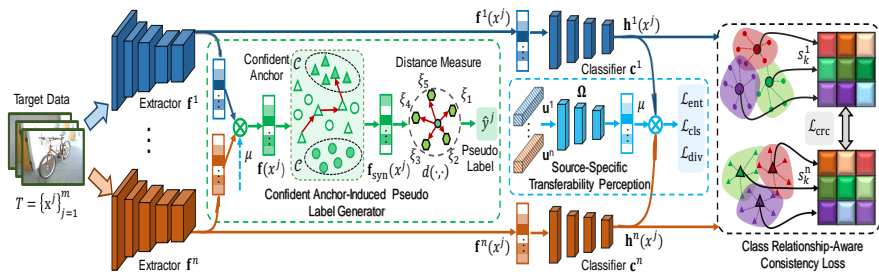 Target Data
T = {x^j}_{j=1}^m
Extractor f^1
⋮
Extractor f^n
μ
f(x^j)
Confident
Anchor
𝒞
𝒞
f_syn(x^j)
Distance Measure
ξ_5
ξ_1
ξ_4
ξ_3
ξ_2
d(·,·)
ŷ^j
Pseudo
Label
Confident Anchor-Induced Pseudo
Label Generator
f^1(x^j)
Classifier c^1
h^1(x^j)
u^1
u^n
Ω
μ
Source-Specific
Transferability Perception
ℒ_ent
ℒ_cls
ℒ_div
f^n(x^j)
Classifier c^n
h^n(x^j)
s_k^1
ℒ_crc
s_k^n
Class Relationship-Aware
Consistency Loss